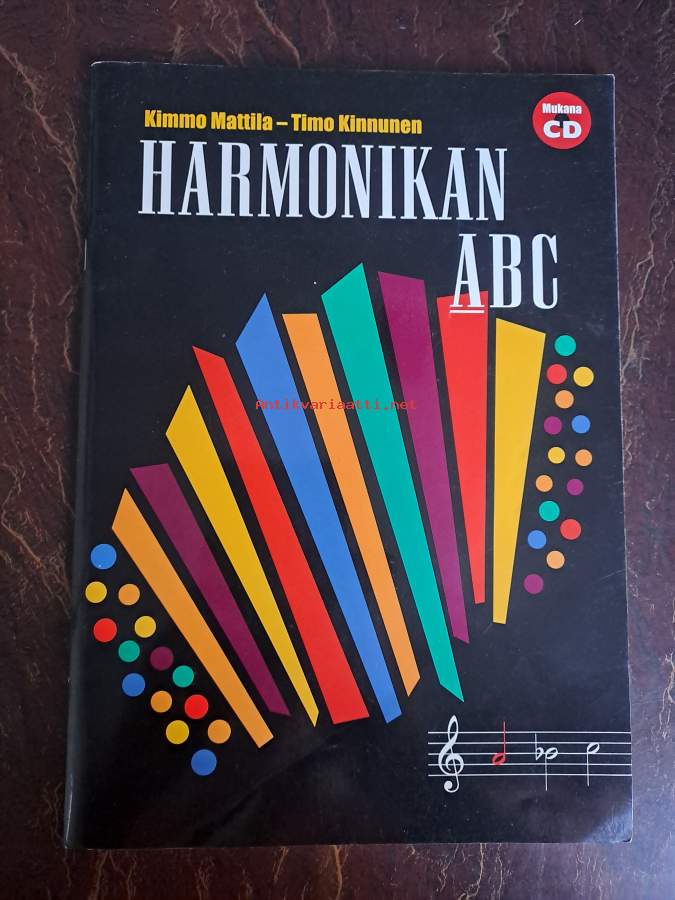 Kimmo Mattila – Timo Kinnunen
Mukana
CD
HARMONIKAN
ABC
Antikvariaatti.net